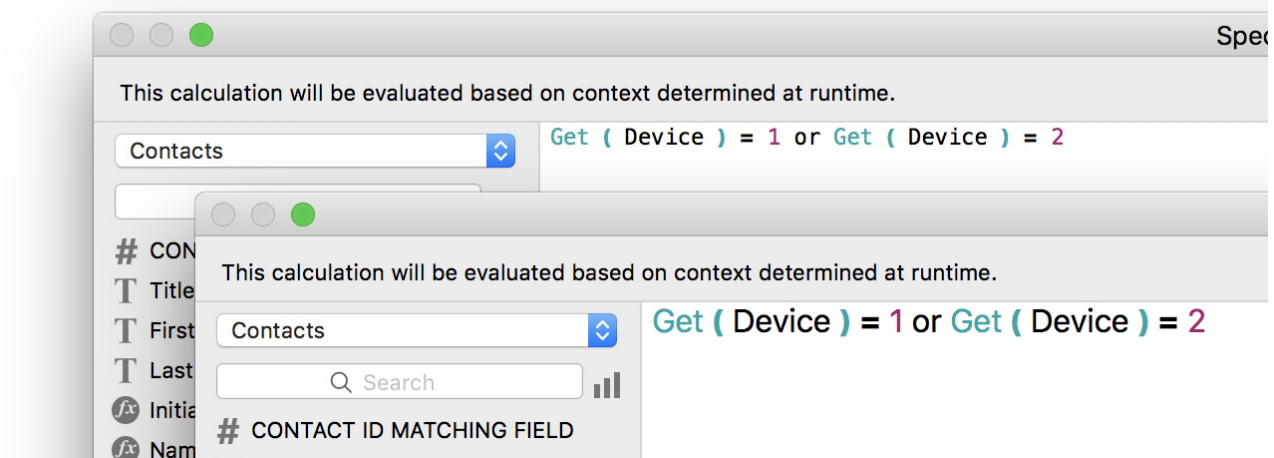 Spec
This calculation will be evaluated based on context determined at runtime.
Contacts
Get ( Device ) = 1 or Get ( Device ) = 2
# CON
T Title
T First
T Last
fx Initia
fx Nam
This calculation will be evaluated based on context determined at runtime.
Contacts
Get ( Device ) = 1 or Get ( Device ) = 2
Search
# CONTACT ID MATCHING FIELD